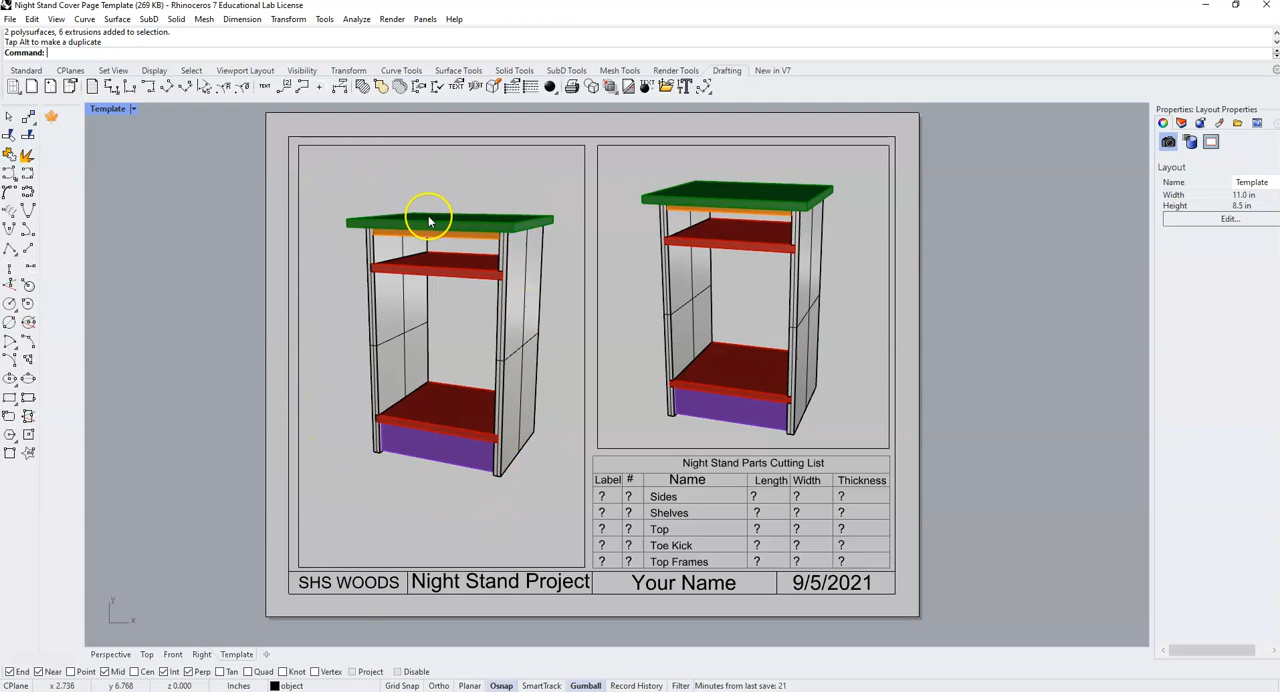 Night Stand Cover Page Template (269 KB) - Rhinoceros 7 Educational Lab License
File Edit View Curve Surface SubD Solid Mesh Dimension Transform Tools Analyze Render Panels Help
2 polysurfaces, 6 extrusions added to selection.
Tap Alt to make a duplicate
Command:
Standard CPlanes Set View Display Select Viewport Layout Visibility Transform Curve Tools Surface Tools Solid Tools SubD Tools Mesh Tools Render Tools Drafting New in V7
Template
Properties: Layout Properties
Layout
Name Template
Width 11.0 in
Height 8.5 in
Edit...
Night Stand Parts Cutting List
Label # Name Length Width Thickness
? ? Sides ? ? ?
? ? Shelves ? ? ?
? ? Top ? ? ?
? ? Toe Kick ? ? ?
? ? Top Frames ? ? ?
SHS WOODS Night Stand Project Your Name 9/5/2021
y
x
Perspective Top Front Right Template
End Near Point Mid Cen Int Perp Tan Quad Knot Vertex Project Disable
CPlane x 2.736 y 6.768 z 0.000 Inches object Grid Snap Ortho Planar Osnap SmartTrack Gumball Record History Filter Minutes from last save: 21